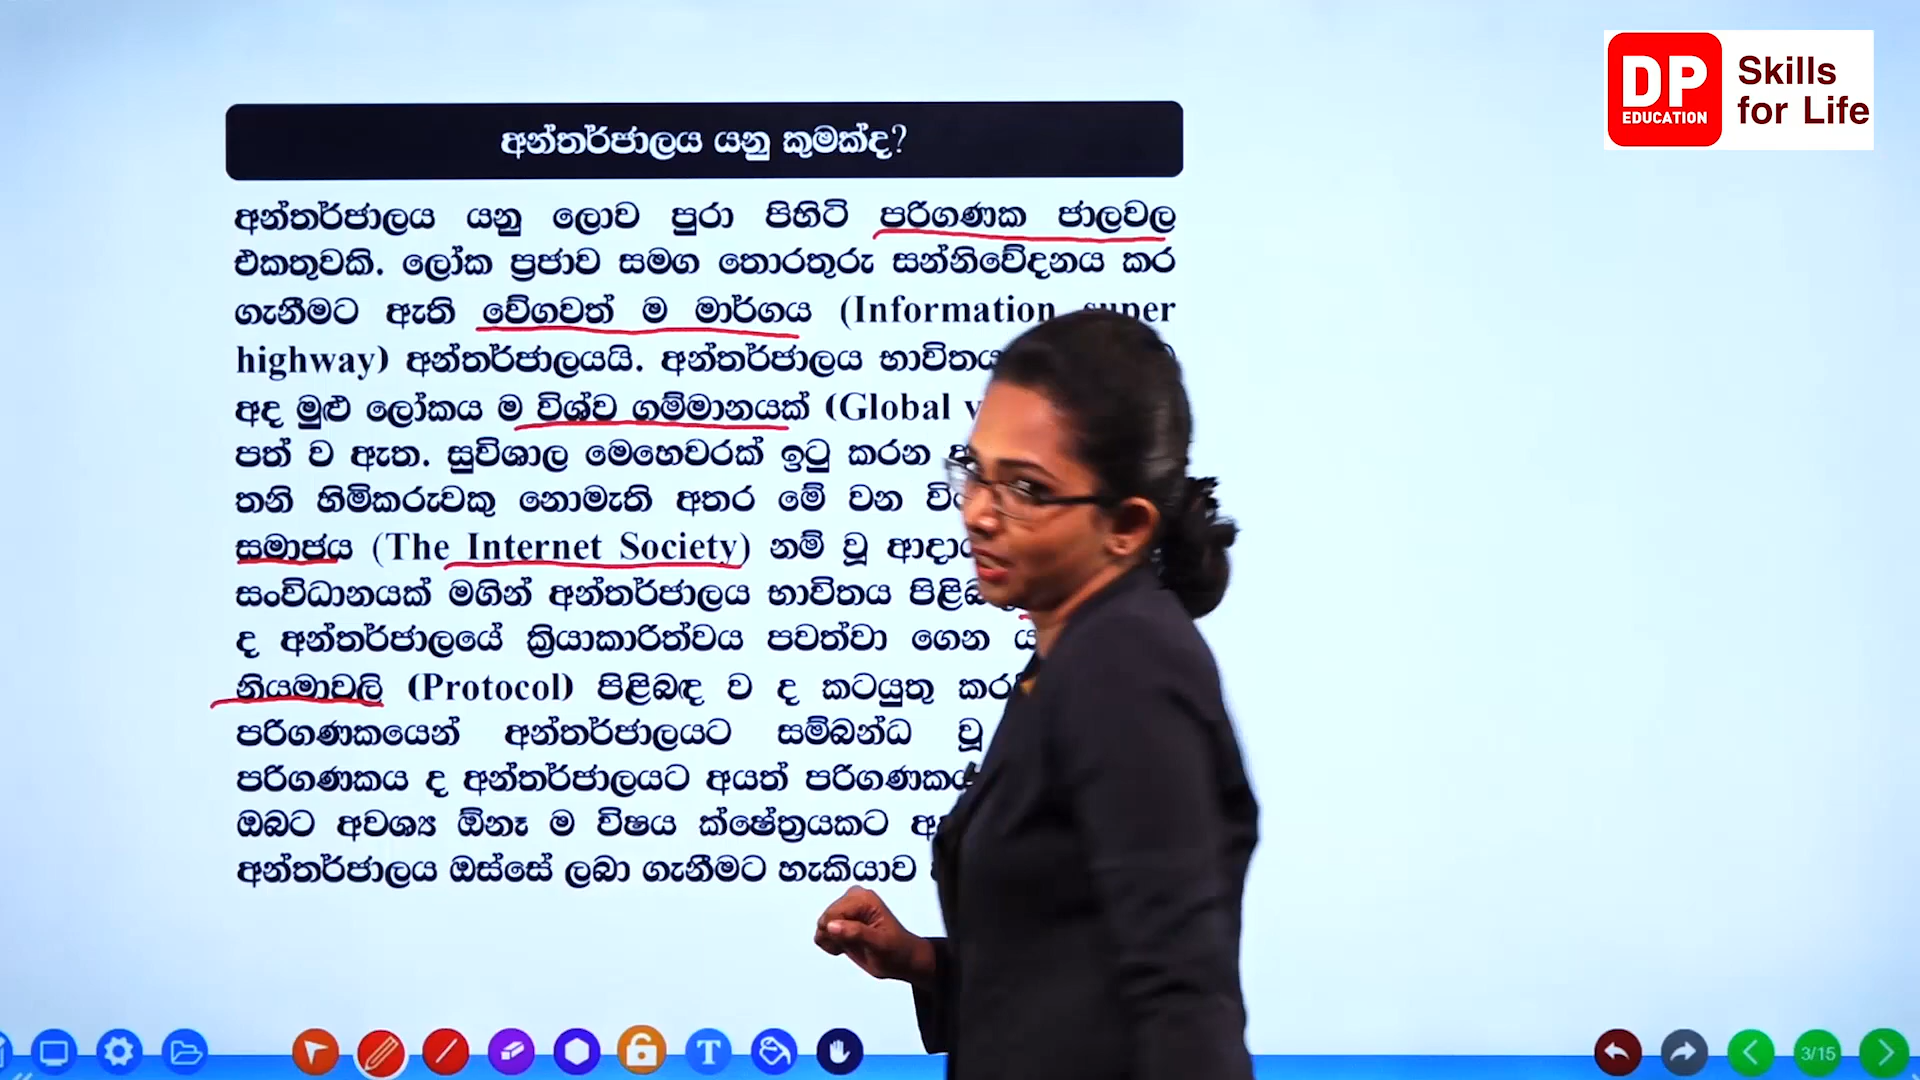 DP
EDUCATION
Skills
for Life
අන්තර්ජාලය යනු කුමක්ද?
අන්තර්ජාලය යනු ලොව පුරා පිහිටි පරිගණක ජාලවල
එකතුවකි. ලෝක ප්‍රජාව සමග තොරතුරු සන්නිවේදනය කර
ගැනීමට ඇති වේගවත් ම මාර්ගය (Information super
highway) අන්තර්ජාලයයි. අන්තර්ජාලය භාවිතය
අද මුළු ලෝකය ම විශ්ව ගම්මානයක් (Global
පත් ව ඇත. සුවිශාල මෙහෙවරක් ඉටු කරන
තනි හිමිකරුවකු නොමැති අතර මේ වන
සමාජය (The Internet Society) නම් වූ
සංවිධානයක් මගින් අන්තර්ජාලය භාවිතය
ද අන්තර්ජාලයේ ක්‍රියාකාරිත්වය පවත්වා ගෙන
නියමාවලි (Protocol) පිළිබඳ ව ද කටයුතු
පරිගණකයෙන් අන්තර්ජාලයට සම්බන්ධ වූ
පරිගණකය ද අන්තර්ජාලයට අයත්
ඔබට අවශ්‍ය ඕනෑ ම විෂය ක්ෂේත්‍රයකට
අන්තර්ජාලය ඔස්සේ ලබා ගැනීමට හැකියාව
T
3/15